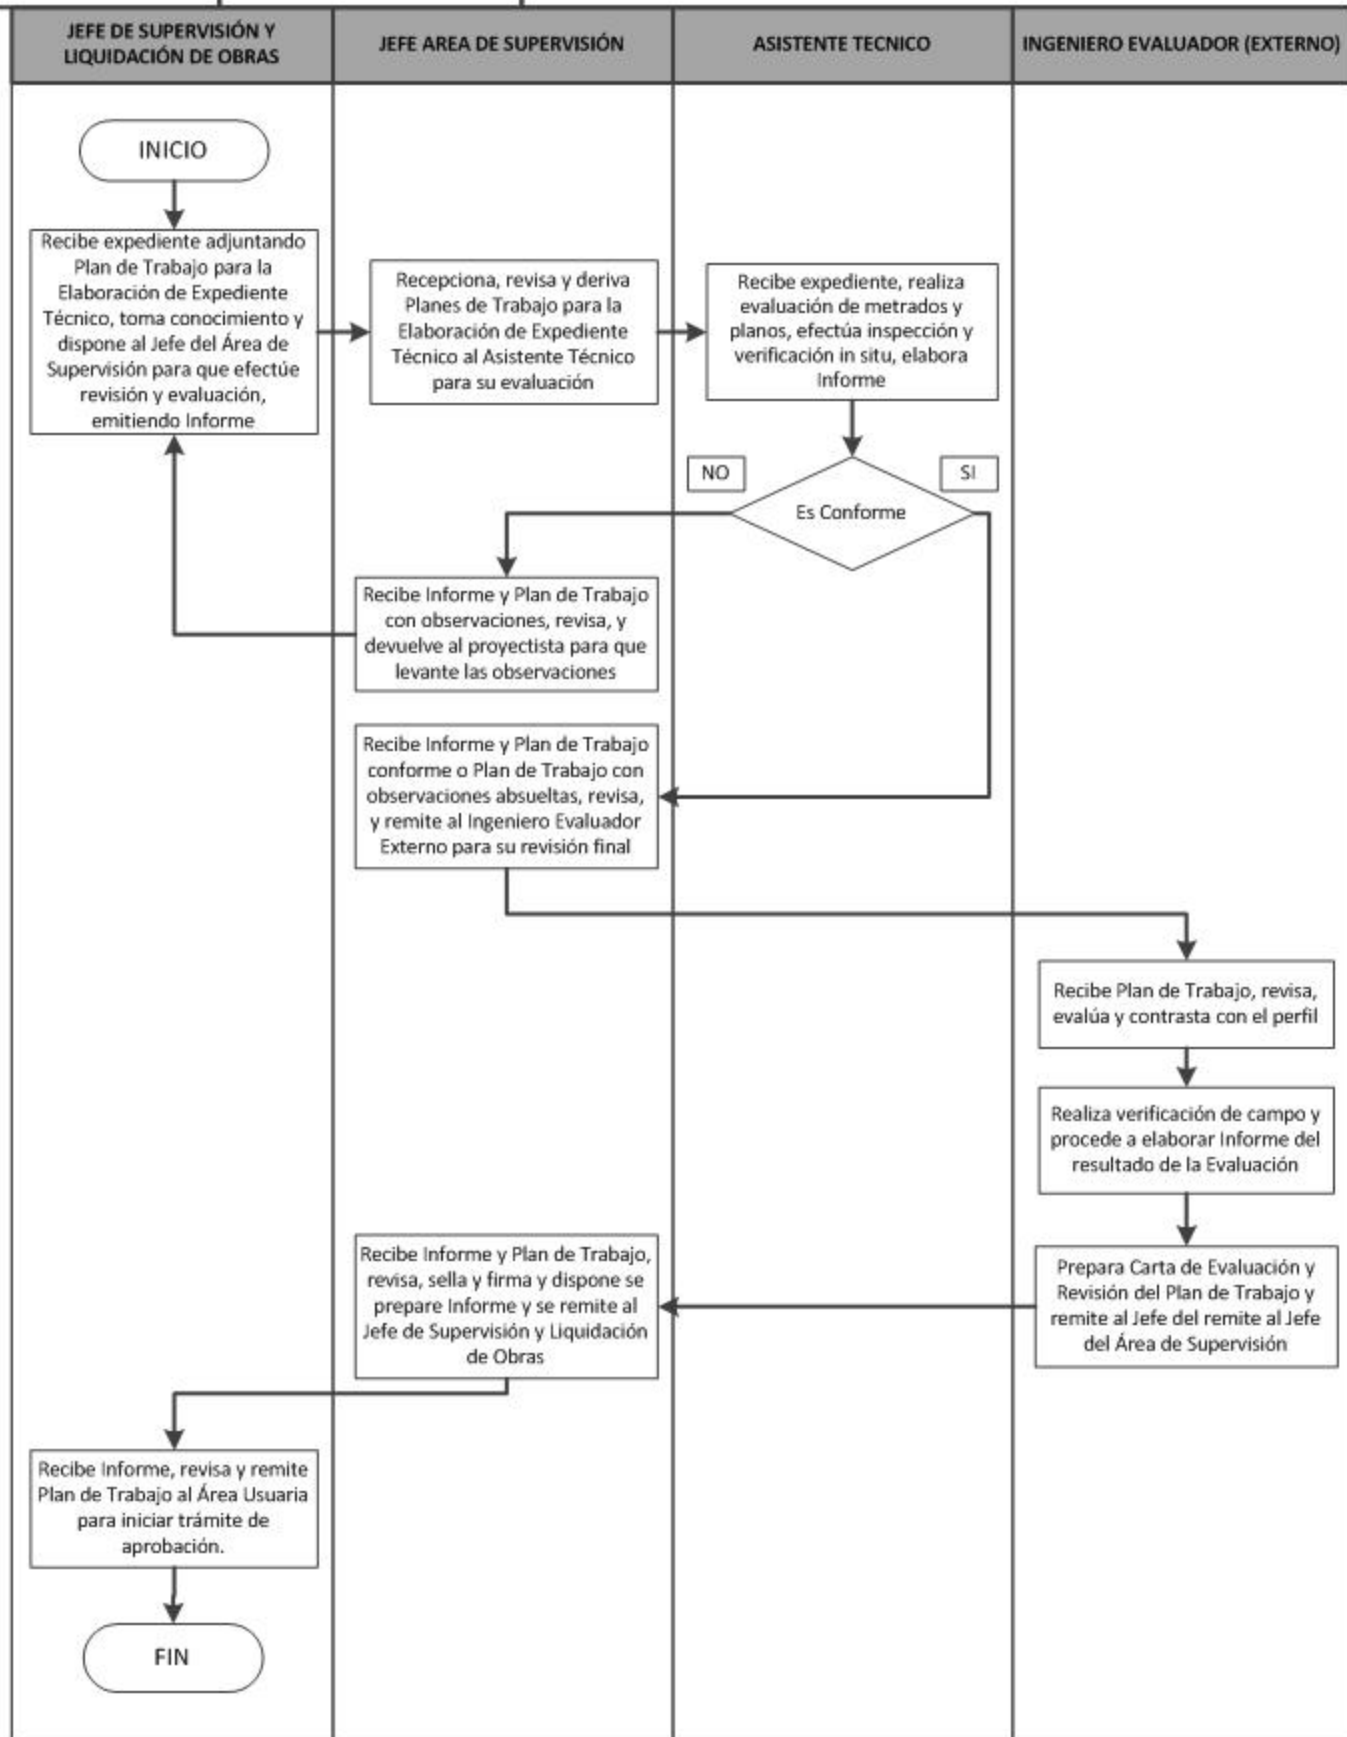 JEFE DE SUPERVISIÓN Y
LIQUIDACIÓN DE OBRAS
JEFE AREA DE SUPERVISIÓN
ASISTENTE TECNICO
INGENIERO EVALUADOR (EXTERNO)
INICIO
Recibe expediente adjuntando
Plan de Trabajo para la
Elaboración de Expediente
Técnico, toma conocimiento y
dispone al Jefe del Área de
Supervisión para que efectúe
revisión y evaluación,
emitiendo Informe
Recepciona, revisa y deriva
Planes de Trabajo para la
Elaboración de Expediente
Técnico al Asistente Técnico
para su evaluación
Recibe expediente, realiza
evaluación de metrados y
planos, efectúa inspección y
verificación in situ, elabora
Informe
NO
SI
Es Conforme
Recibe Informe y Plan de Trabajo
con observaciones, revisa, y
devuelve al proyectista para que
levante las observaciones
Recibe Informe y Plan de Trabajo
conforme o Plan de Trabajo con
observaciones absueltas, revisa,
y remite al Ingeniero Evaluador
Externo para su revisión final
Recibe Plan de Trabajo, revisa,
evalúa y contrasta con el perfil
Realiza verificación de campo y
procede a elaborar Informe del
resultado de la Evaluación
Prepara Carta de Evaluación y
Revisión del Plan de Trabajo y
remite al Jefe del remite al Jefe
del Área de Supervisión
Recibe Informe y Plan de Trabajo,
revisa, sella y firma y dispone se
prepare Informe y se remite al
Jefe de Supervisión y Liquidación
de Obras
Recibe Informe, revisa y remite
Plan de Trabajo al Área Usuaria
para iniciar trámite de
aprobación.
FIN